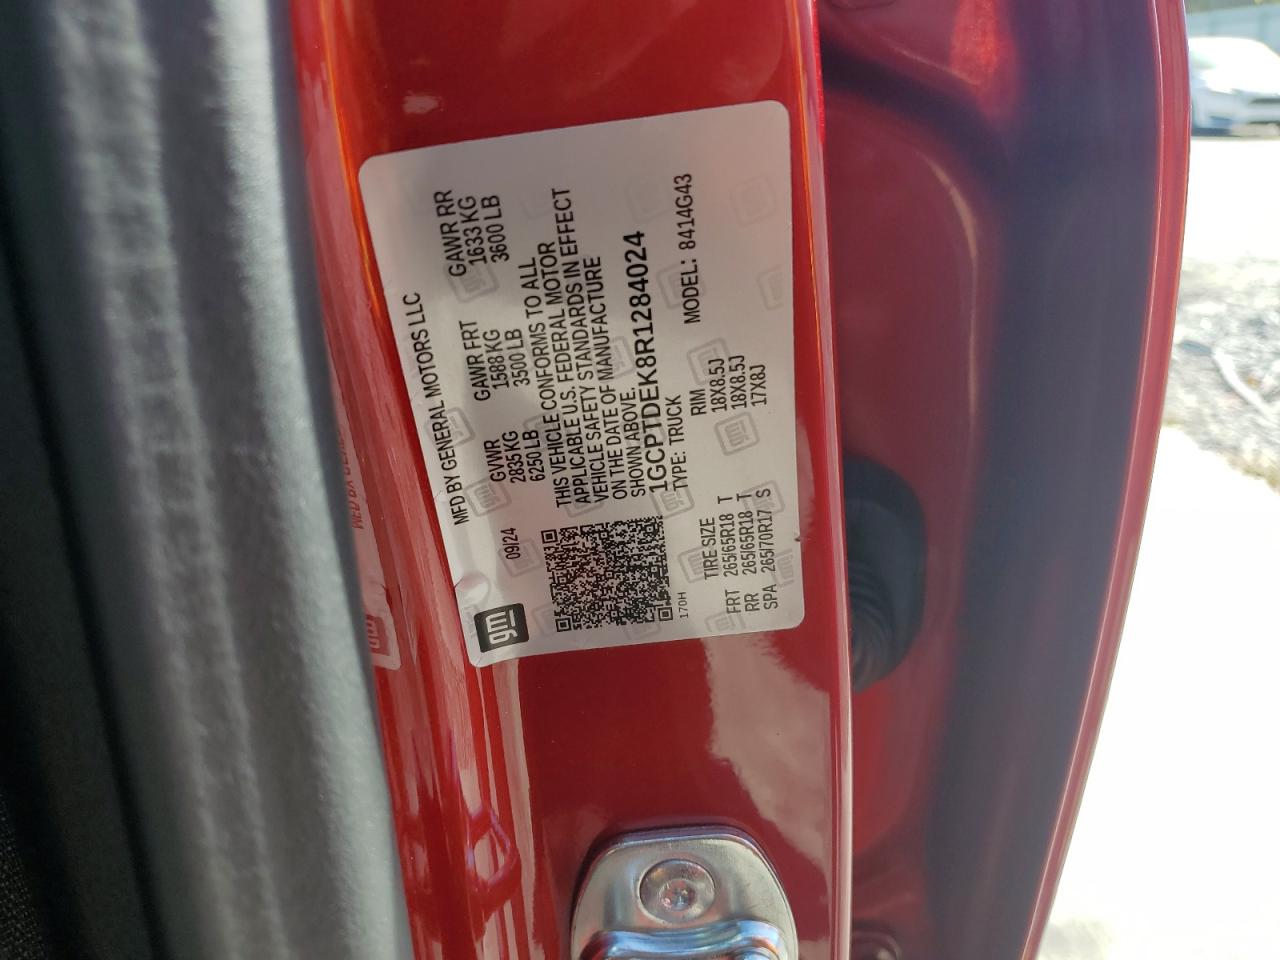 MFD BY GENERAL MOTORS LLC
09/24
GVWR GAWR FRT GAWR RR
2835 KG 1588 KG 1633 KG
6250 LB 3500 LB 3600 LB
THIS VEHICLE CONFORMS TO ALL
APPLICABLE U.S. FEDERAL MOTOR
VEHICLE SAFETY STANDARDS IN EFFECT
ON THE DATE OF MANUFACTURE
SHOWN ABOVE.
1GCPTDEK8R1284024
TYPE: TRUCK MODEL: 8414G43
170H
TIRE SIZE RIM
FRT 265/65R18 T 18X8.5J
RR 265/65R18 T 18X8.5J
SPA 265/70R17 S 17X8J
gm